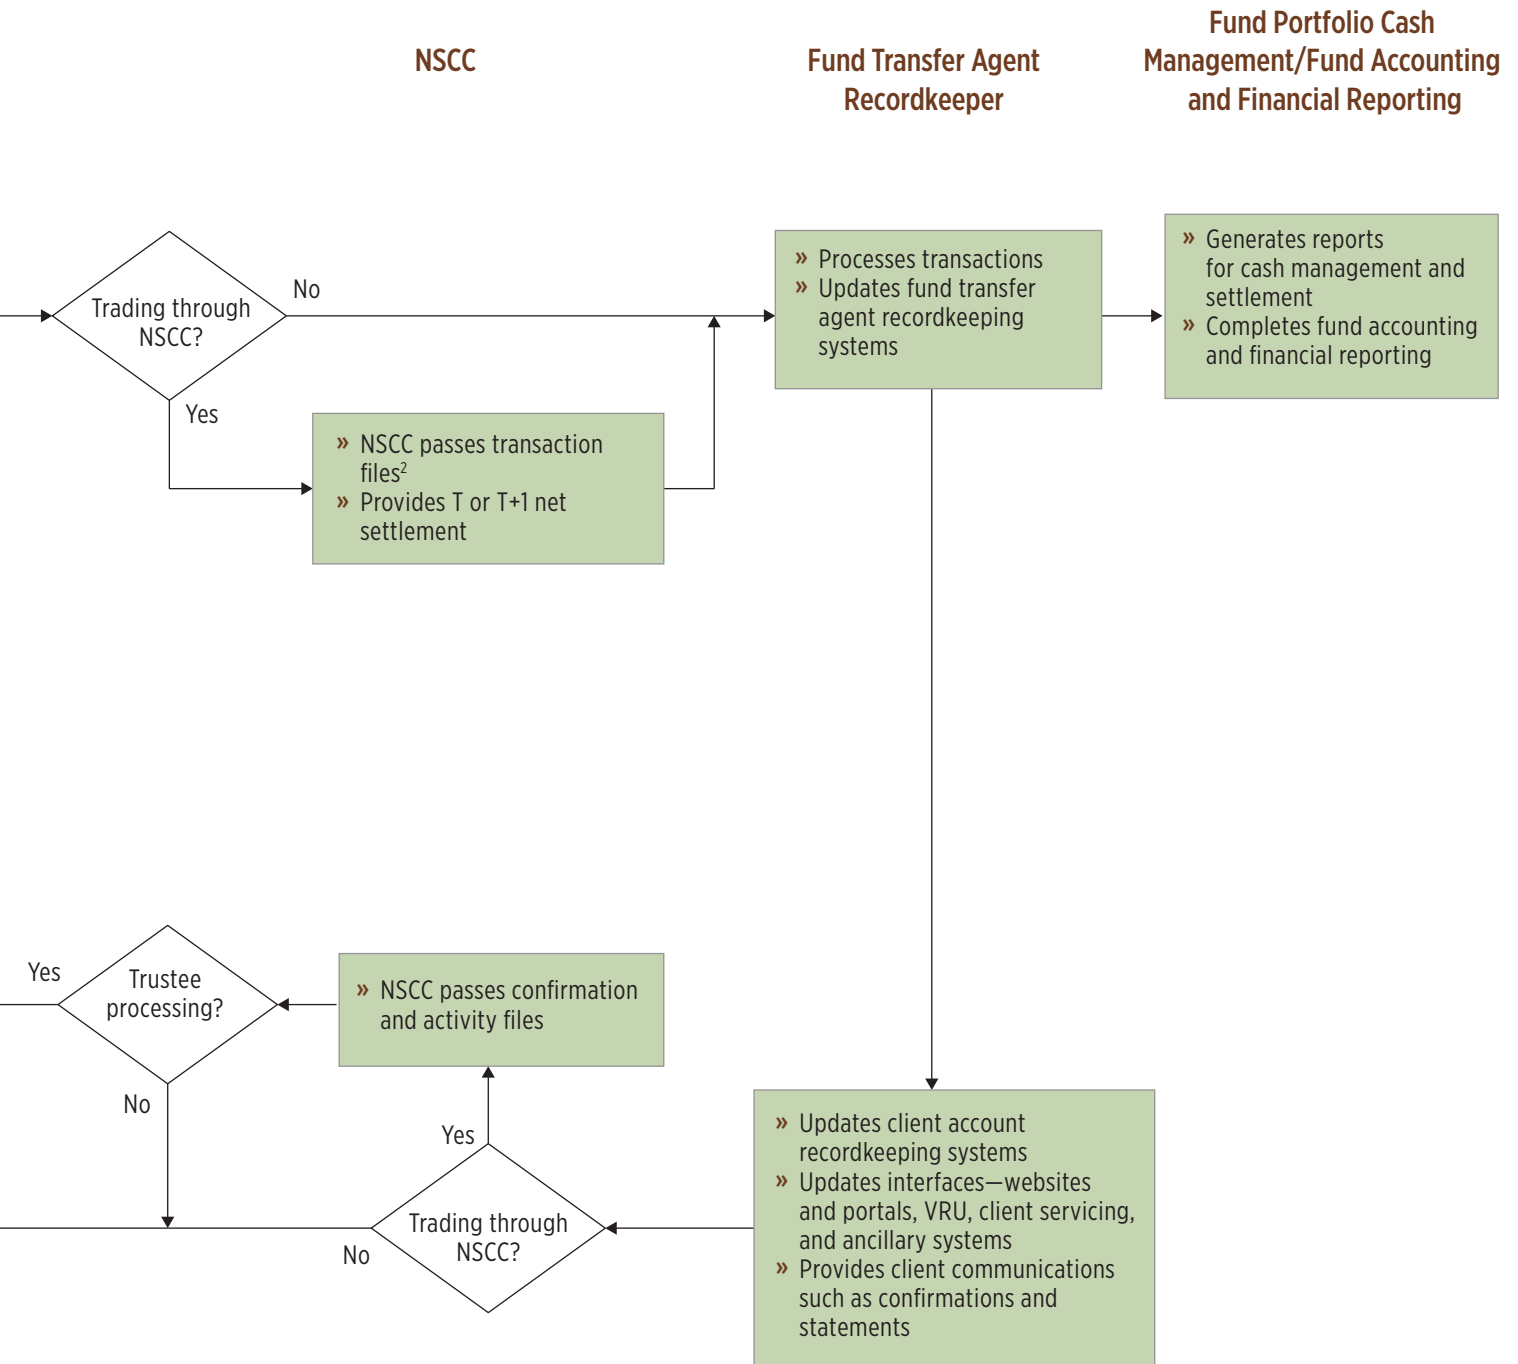 NSCC
Fund Transfer Agent
Recordkeeper
Fund Portfolio Cash
Management/Fund Accounting
and Financial Reporting
Trading through
NSCC?
No
Yes
» NSCC passes transaction
files²
» Provides T or T+1 net
settlement
» Processes transactions
» Updates fund transfer
agent recordkeeping
systems
» Generates reports
for cash management and
settlement
» Completes fund accounting
and financial reporting
Yes
Trustee
processing?
No
» NSCC passes confirmation
and activity files
Yes
Trading through
NSCC?
No
» Updates client account
recordkeeping systems
» Updates interfaces—websites
and portals, VRU, client servicing,
and ancillary systems
» Provides client communications
such as confirmations and
statements